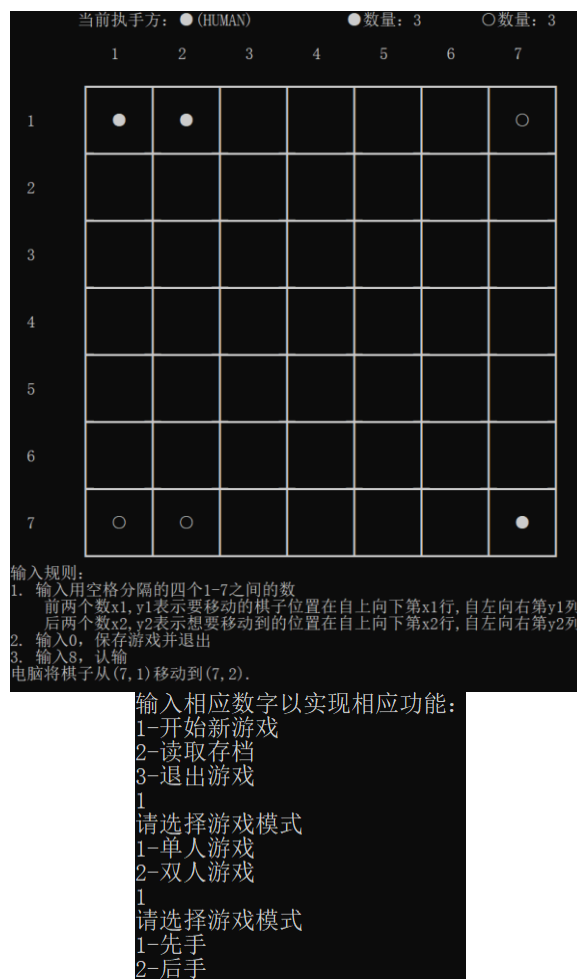 当前执手方：●(HUMAN) ●数量：3 ○数量：3
1 2 3 4 5 6 7
1 ● ● ○
2
3
4
5
6
7 ○ ○ ●
输入规则：
1. 输入用空格分隔的四个1-7之间的数
前两个数x1,y1表示要移动的棋子位置在自上向下第x1行,自左向右第y1列
后两个数x2,y2表示想要移动到的位置在自上向下第x2行,自左向右第y2列
2. 输入0，保存游戏并退出
3. 输入8，认输
电脑将棋子从(7,1)移动到(7,2).
输入相应数字以实现相应功能：
1-开始新游戏
2-读取存档
3-退出游戏
1
请选择游戏模式
1-单人游戏
2-双人游戏
1
请选择游戏模式
1-先手
2-后手